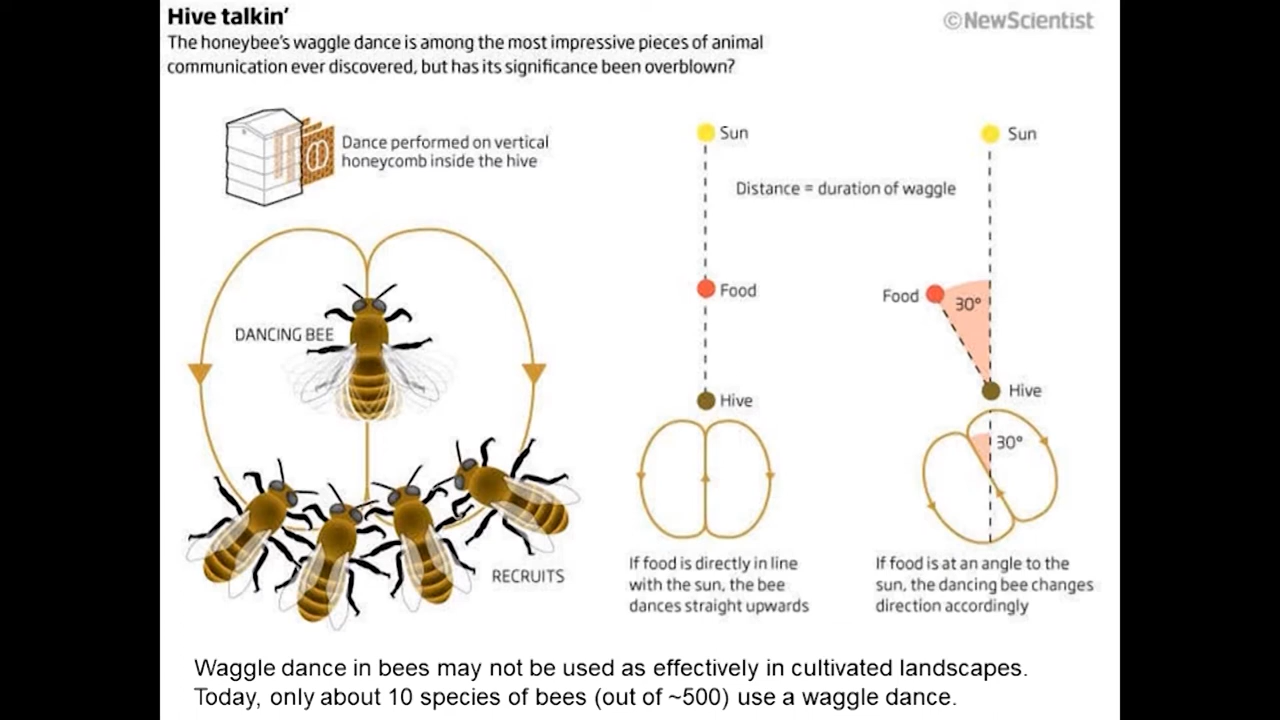 Hive talkin'
©NewScientist
The honeybee's waggle dance is among the most impressive pieces of animal
communication ever discovered, but has its significance been overblown?
Dance performed on vertical
honeycomb inside the hive
DANCING BEE
RECRUITS
Sun
Distance = duration of waggle
Food
Hive
If food is directly in line
with the sun, the bee
dances straight upwards
Sun
Food
30°
Hive
30°
If food is at an angle to the
sun, the dancing bee changes
direction accordingly
Waggle dance in bees may not be used as effectively in cultivated landscapes.
Today, only about 10 species of bees (out of ~500) use a waggle dance.